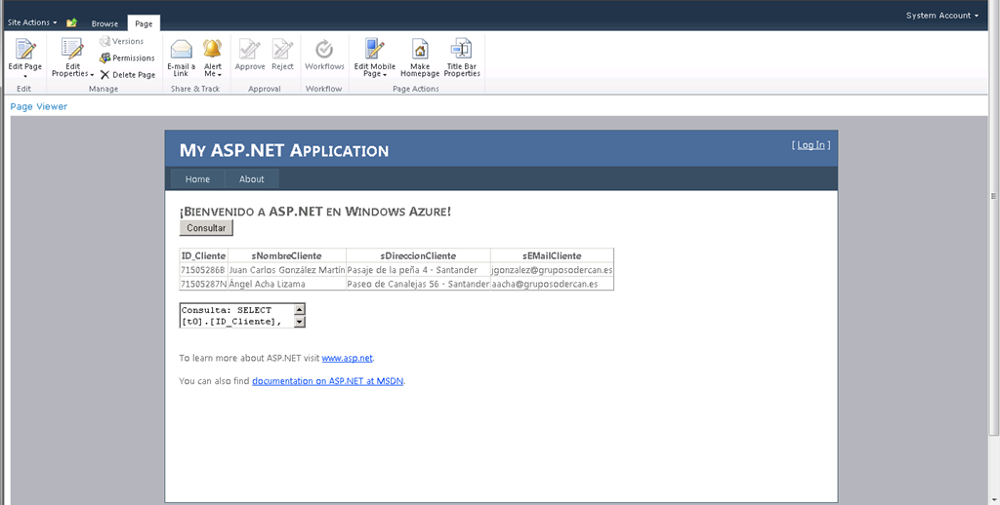 Site Actions Browse Page System Account
Edit Page Edit Properties Versions Permissions Delete Page E-mail a Link Alert Me Approve Reject Workflows Edit Mobile Page Make Homepage Title Bar Properties
Edit Manage Share & Track Approval Workflow Page Actions
Page Viewer
My ASP.NET Application [ Log In ]
Home About
¡Bienvenido a ASP.NET en Windows Azure!
Consultar
ID_Cliente sNombreCliente sDireccionCliente sEMailCliente
71505286B Juan Carlos González Martín Pasaje de la peña 4 - Santander jgonzalez@gruposodercan.es
71505287N Ángel Acha Lizama Paseo de Canalejas 56 - Santander aacha@gruposodercan.es
Consulta: SELECT
[t0].[ID_Cliente],
To learn more about ASP.NET visit www.asp.net.
You can also find documentation on ASP.NET at MSDN.